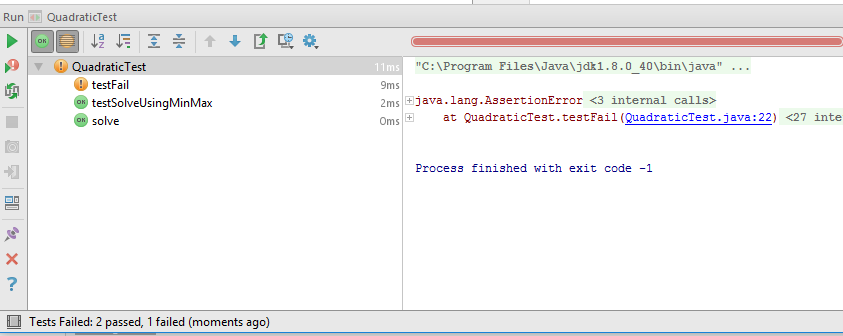 Run QuadraticTest
QuadraticTest 11ms
testFail 9ms
testSolveUsingMinMax 2ms
solve 0ms
"C:\Program Files\Java\jdk1.8.0_40\bin\java" ...
java.lang.AssertionError <3 internal calls>
at QuadraticTest.testFail(QuadraticTest.java:22) <27 inte
Process finished with exit code -1
Tests Failed: 2 passed, 1 failed (moments ago)